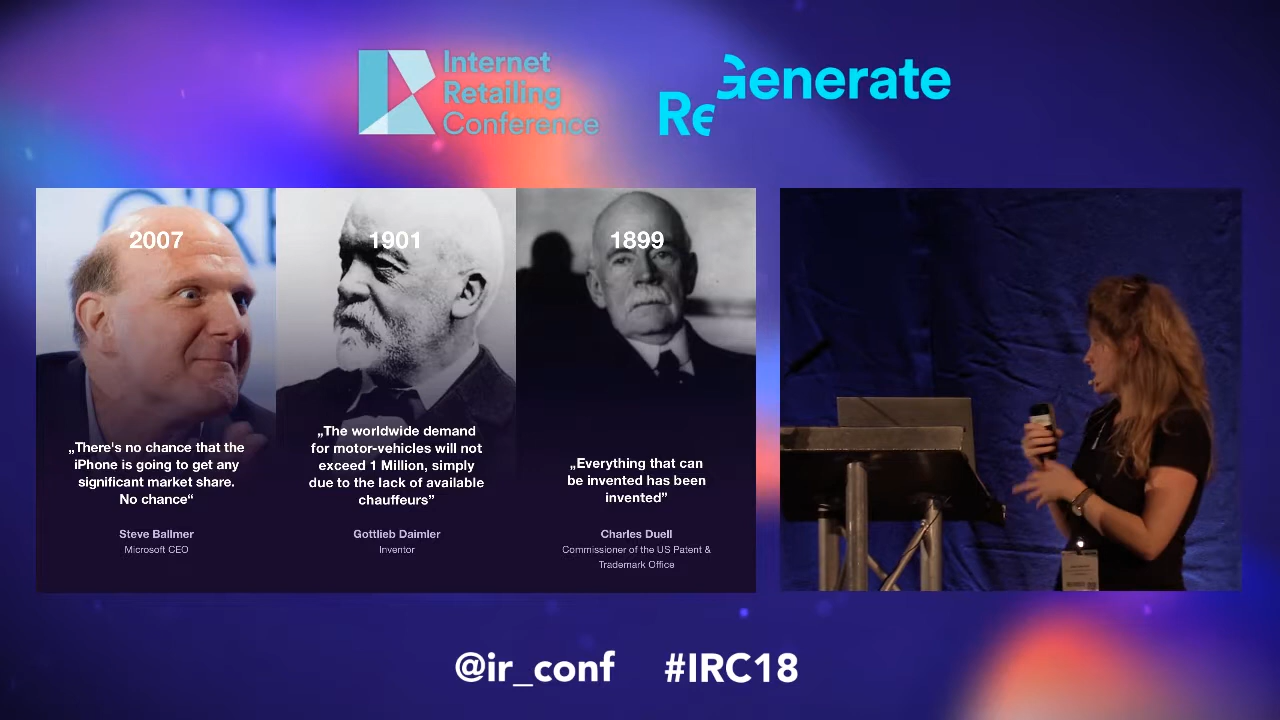 Internet
Retailing
Conference
ReGenerate
2007
„There's no chance that the
iPhone is going to get any
significant market share.
No chance“
Steve Ballmer
Microsoft CEO
1901
„The worldwide demand
for motor-vehicles will not
exceed 1 Million, simply
due to the lack of available
chauffeurs”
Gottlieb Daimler
Inventor
1899
„Everything that can
be invented has been
invented”
Charles Duell
Commissioner of the US Patent &
Trademark Office
@ir_conf #IRC18